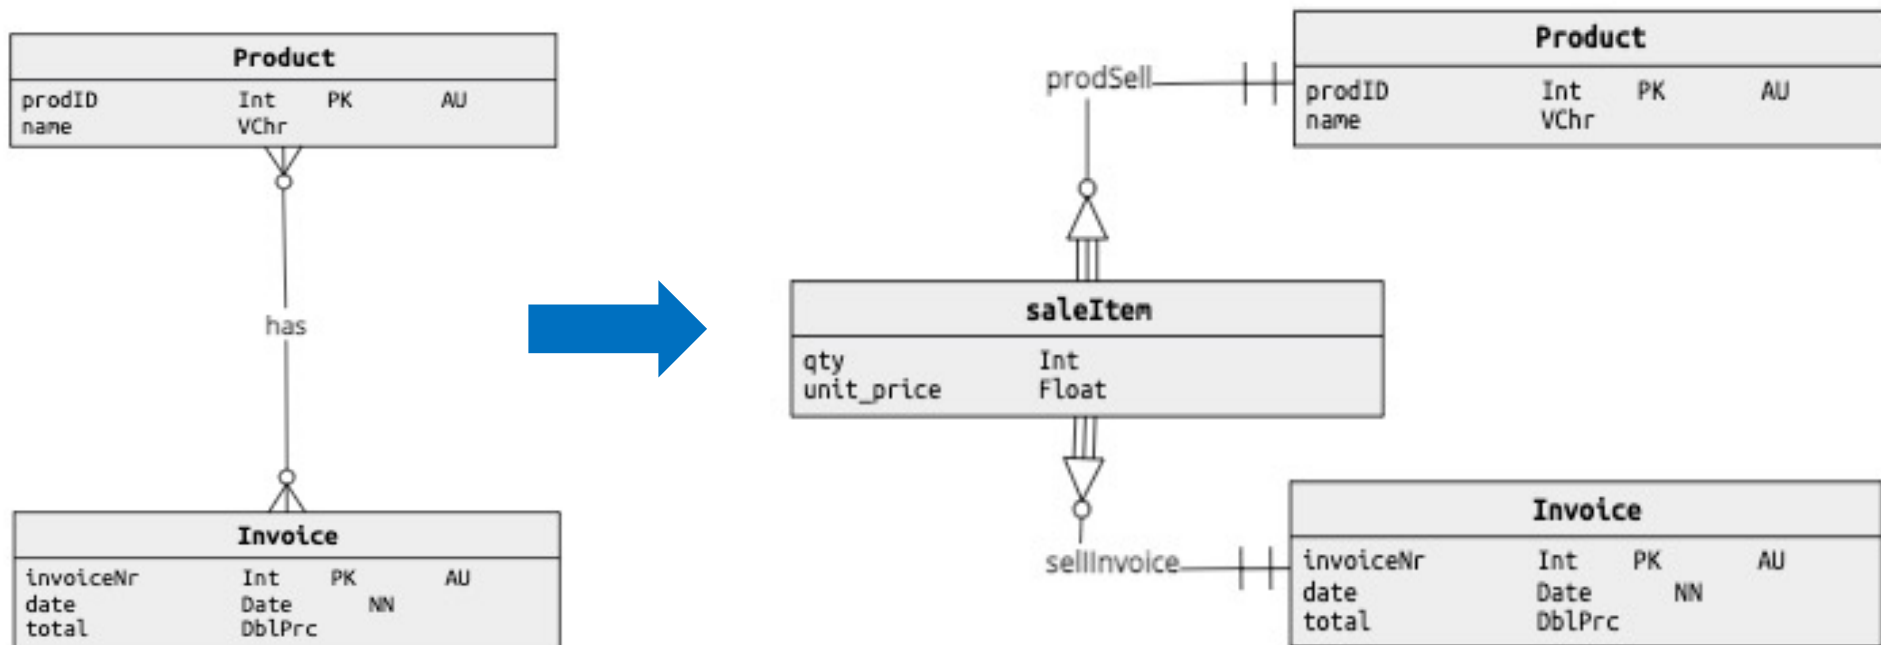 Product
prodID Int PK AU
name VChr
has
Invoice
invoiceNr Int PK AU
date Date NN
total DblPrc
prodSell
Product
prodID Int PK AU
name VChr
saleItem
qty Int
unit_price Float
sellInvoice
Invoice
invoiceNr Int PK AU
date Date NN
total DblPrc